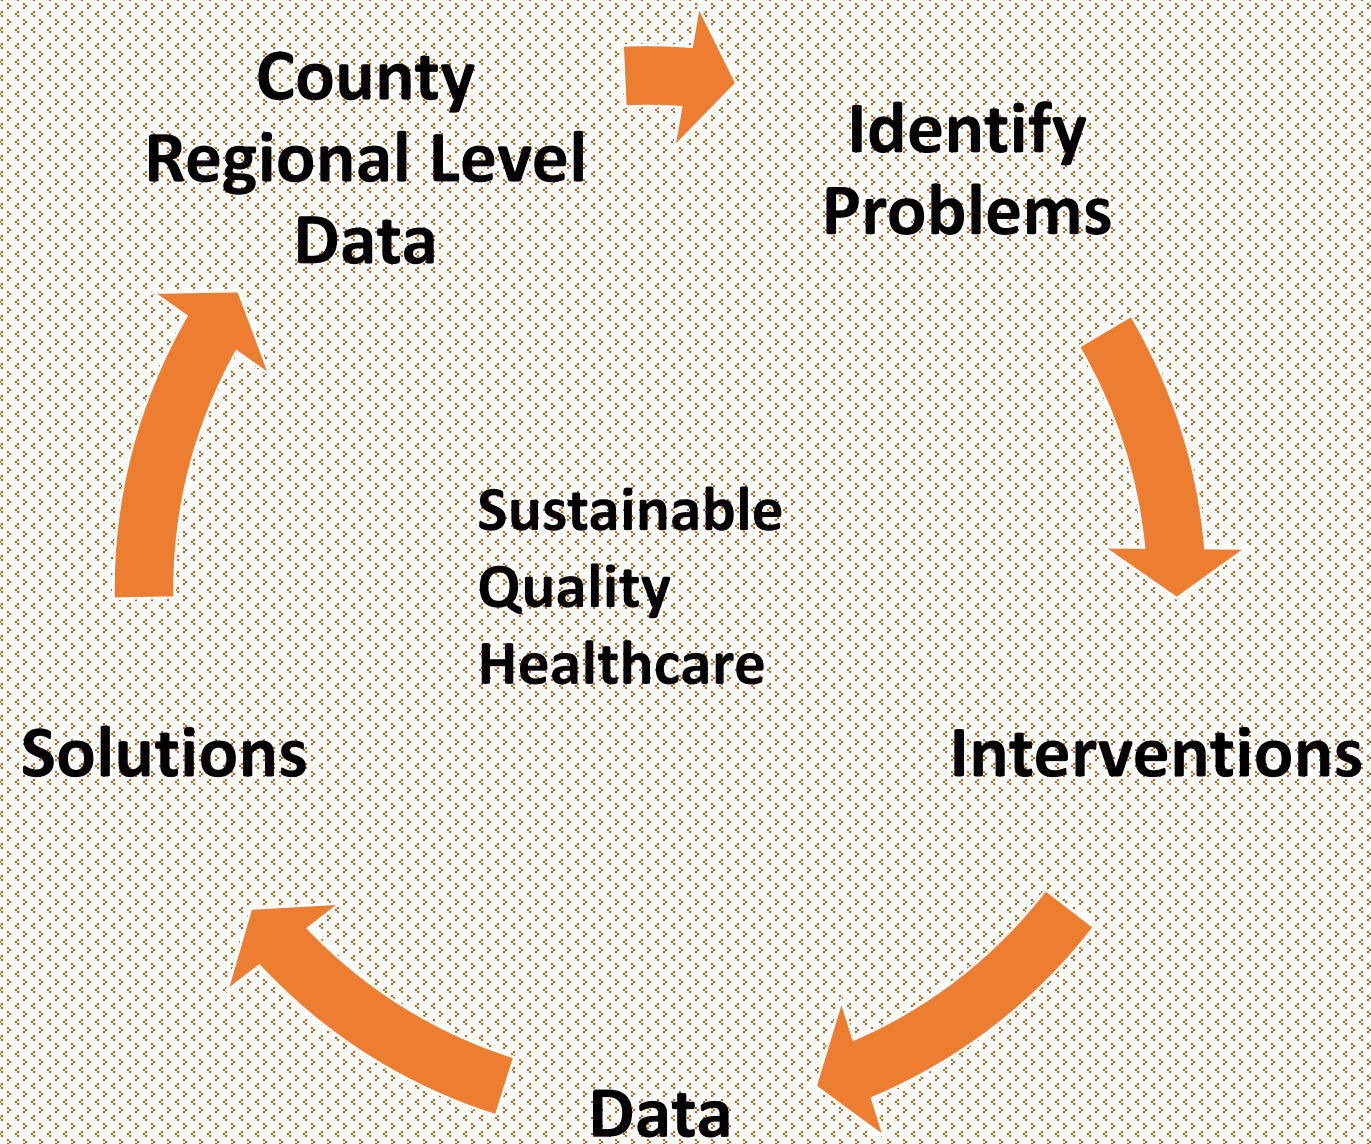 County
Regional Level
Data
Identify
Problems
Sustainable
Quality
Healthcare
Solutions
Interventions
Data